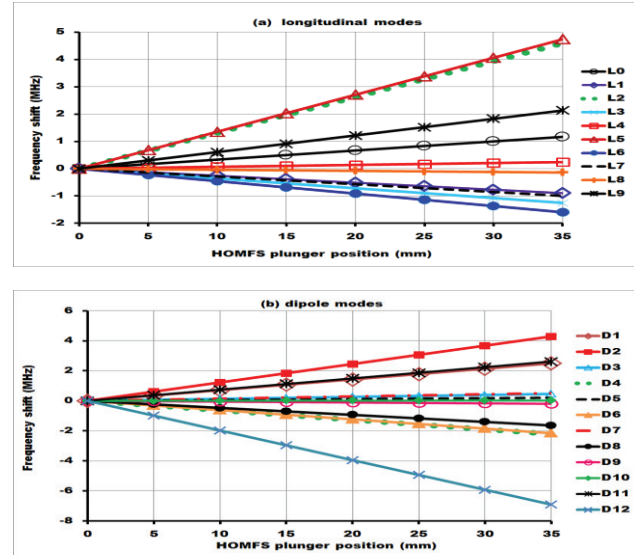 (a) longitudinal modes
5
4
3
2
1
0
-1
-2
Frequency shift (MHz)
0 5 10 15 20 25 30 35
HOMFS plunger position (mm)
L0
L1
L2
L3
L4
L5
L6
L7
L8
L9
(b) dipole modes
6
4
2
0
-2
-4
-6
-8
Frequency shift (MHz)
0 5 10 15 20 25 30 35
HOMFS plunger position (mm)
D1
D2
D3
D4
D5
D6
D7
D8
D9
D10
D11
D12